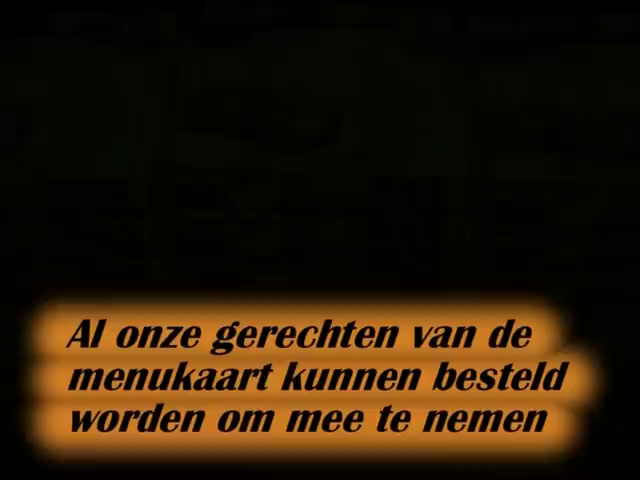 Al onze gerechten van de
menukaart kunnen besteld
worden om mee te nemen